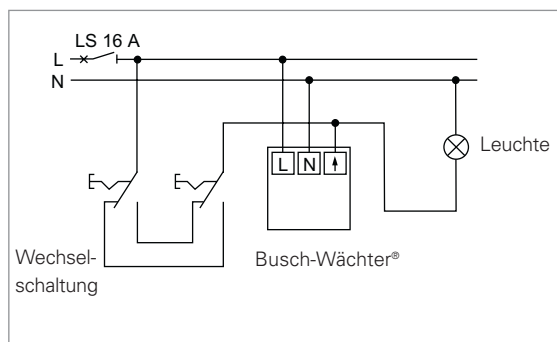 LS 16 A
L
N
L N ↑
Leuchte
Wechsel-
schaltung
Busch-Wächter®